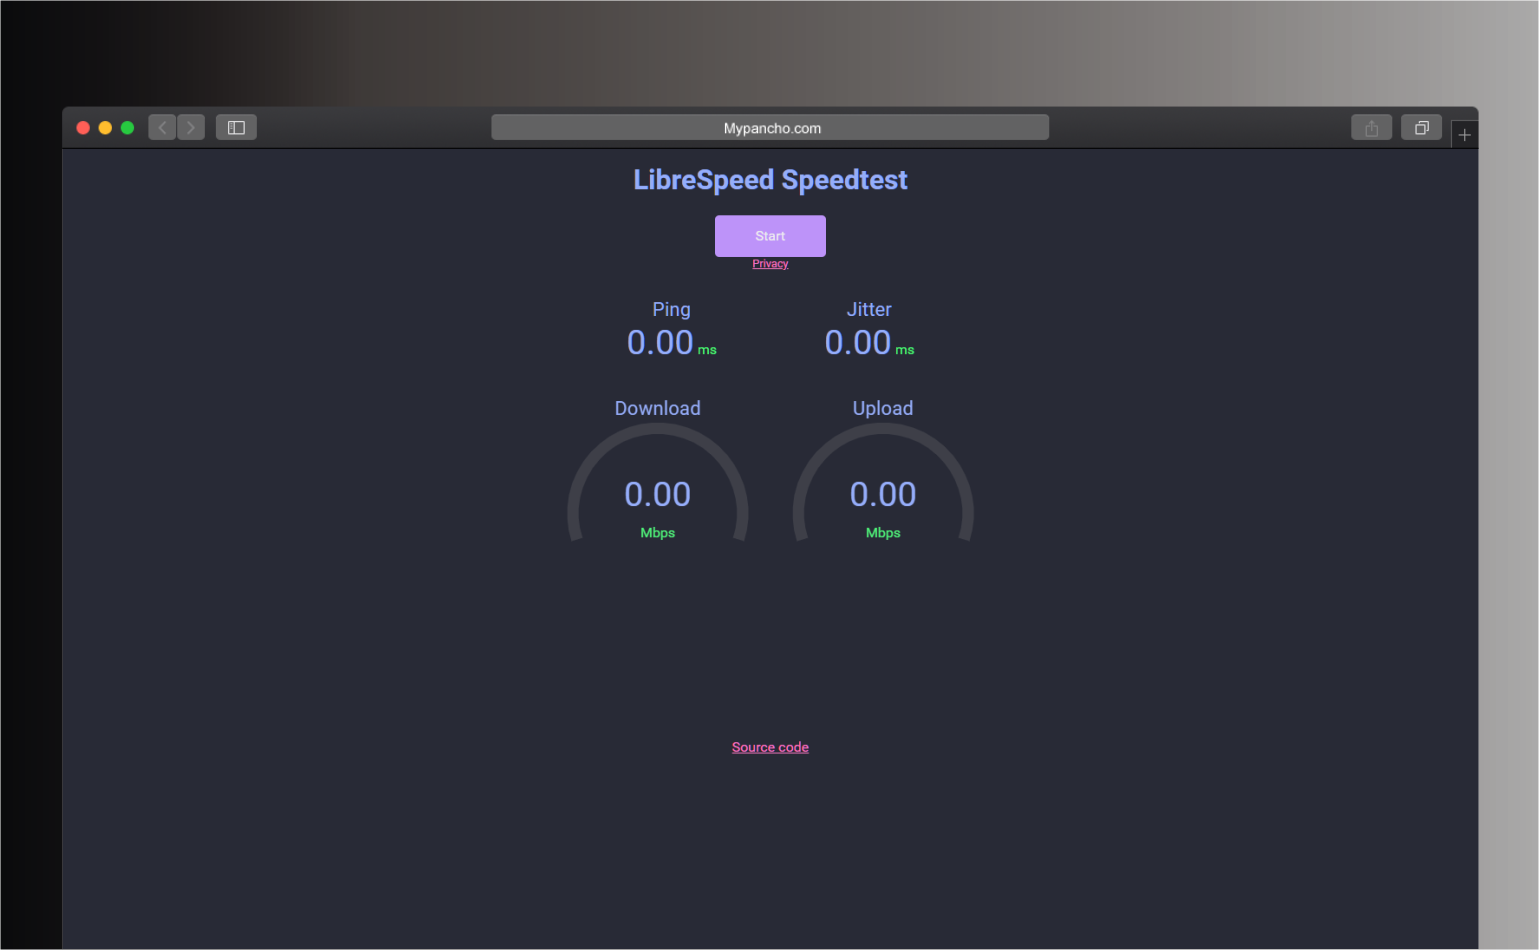 Mypancho.com
LibreSpeed Speedtest
Start
Privacy
Ping Jitter
0.00 ms 0.00 ms
Download Upload
0.00 0.00
Mbps Mbps
Source code